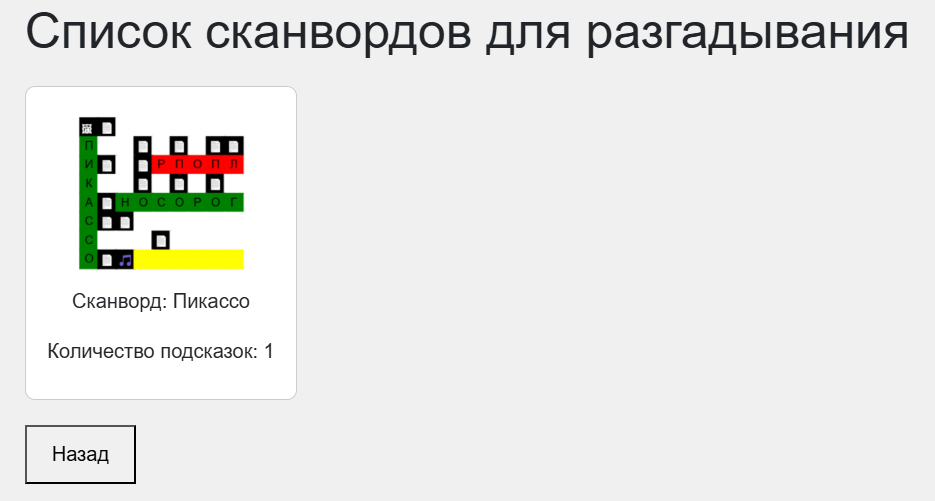 Список сканвордов для разгадывания
П
И Р П О П Л
К
А Н О С О Р О Г
С
С
О
Сканворд: Пикассо
Количество подсказок: 1
Назад